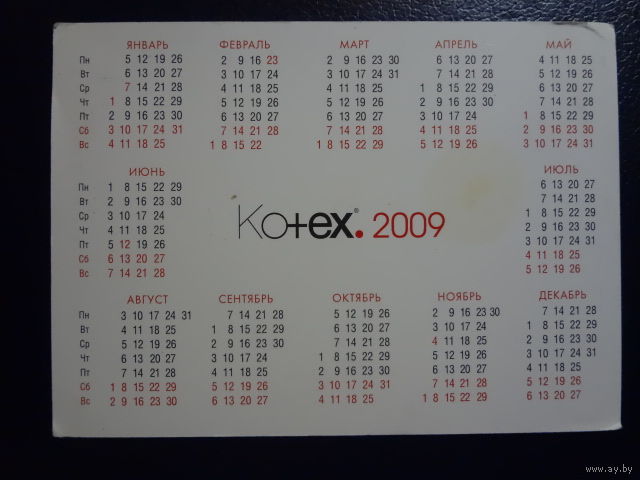 ЯНВАРЬ ФЕВРАЛЬ МАРТ АПРЕЛЬ МАЙ
Пн 5 12 19 26 2 9 16 23 2 9 16 23 30 6 13 20 27 4 11 18 25
Вт 6 13 20 27 3 10 17 24 3 10 17 24 31 7 14 21 28 5 12 19 26
Ср 7 14 21 28 4 11 18 25 4 11 18 25 1 8 15 22 29 6 13 20 27
Чт 1 8 15 22 29 5 12 19 26 5 12 19 26 2 9 16 23 30 7 14 21 28
Пт 2 9 16 23 30 6 13 20 27 6 13 20 27 3 10 17 24 1 8 15 22 29
Сб 3 10 17 24 31 7 14 21 28 7 14 21 28 4 11 18 25 2 9 16 23 30
Вс 4 11 18 25 1 8 15 22 1 8 15 22 29 5 12 19 26 3 10 17 24 31
ИЮНЬ ИЮЛЬ
Пн 1 8 15 22 29 6 13 20 27
Вт 2 9 16 23 30 7 14 21 28
Ср 3 10 17 24 1 8 15 22 29
Чт 4 11 18 25 2 9 16 23 30
Пт 5 12 19 26 3 10 17 24 31
Сб 6 13 20 27 4 11 18 25
Вс 7 14 21 28 5 12 19 26
Kotex® 2009
АВГУСТ СЕНТЯБРЬ ОКТЯБРЬ НОЯБРЬ ДЕКАБРЬ
Пн 3 10 17 24 31 7 14 21 28 5 12 19 26 2 9 16 23 30 7 14 21 28
Вт 4 11 18 25 1 8 15 22 29 6 13 20 27 3 10 17 24 1 8 15 22 29
Ср 5 12 19 26 2 9 16 23 30 7 14 21 28 4 11 18 25 2 9 16 23 30
Чт 6 13 20 27 3 10 17 24 1 8 15 22 29 5 12 19 26 3 10 17 24 31
Пт 7 14 21 28 4 11 18 25 2 9 16 23 30 6 13 20 27 4 11 18 25
Сб 1 8 15 22 29 5 12 19 26 3 10 17 24 31 7 14 21 28 5 12 19 26
Вс 2 9 16 23 30 6 13 20 27 4 11 18 25 1 8 15 22 29 6 13 20 27
www.ay.by